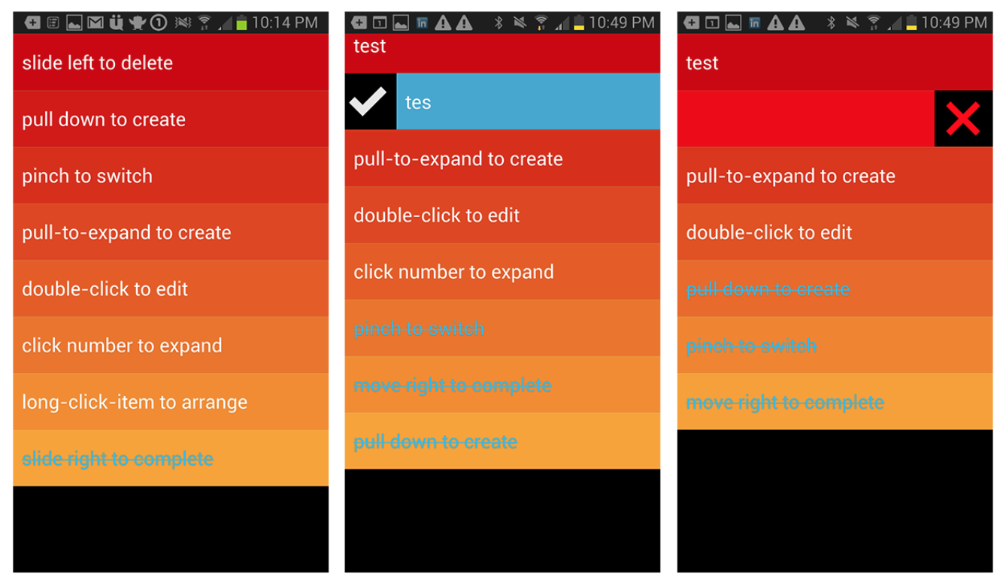 10:14 PM
slide left to delete
pull down to create
pinch to switch
pull-to-expand to create
double-click to edit
click number to expand
long-click-item to arrange
slide right to complete
1 in 10:49 PM
test
tes
pull-to-expand to create
double-click to edit
click number to expand
pinch to switch
move right to complete
pull down to create
1 in 10:49 PM
test
pull-to-expand to create
double-click to edit
pull down to create
pinch to switch
move right to complete